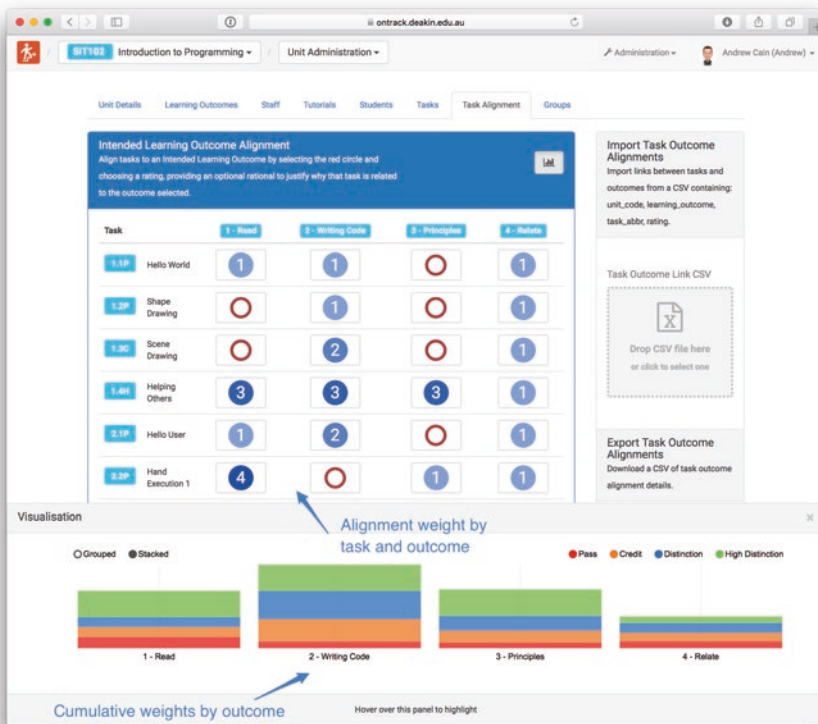 ontrack.deakin.edu.au
SIT102 Introduction to Programming
Unit Administration
Administration
Andrew Cain (Andrew)
Unit Details
Learning Outcomes
Staff
Tutorials
Students
Tasks
Task Alignment
Groups
Intended Learning Outcome Alignment
Align tasks to an Intended Learning Outcome by selecting the red circle and
choosing a rating, providing an optional rational to justify why that task is related
to the outcome selected.
Task 1 - Read 2 - Writing Code 3 - Principles 4 - Relate
1.1P Hello World 1 1 1
1.2P Shape
Drawing 1 1
1.3C Scene
Drawing 2 1
1.4H Helping
Others 3 3 3 1
2.1P Hello User 1 2 1
2.2P Hand
Execution 1 4 1 1
Import Task Outcome
Alignments
Import links between tasks and
outcomes from a CSV containing:
unit_code, learning_outcome,
task_abbr, rating.
Task Outcome Link CSV
X
Drop CSV file here
or click to select one
Export Task Outcome
Alignments
Download a CSV of task outcome
alignment details.
Visualisation
Alignment weight by
task and outcome
Grouped Stacked
Pass Credit Distinction High Distinction
1 - Read
2 - Writing Code
3 - Principles
4 - Relate
Cumulative weights by outcome
Hover over this panel to highlight